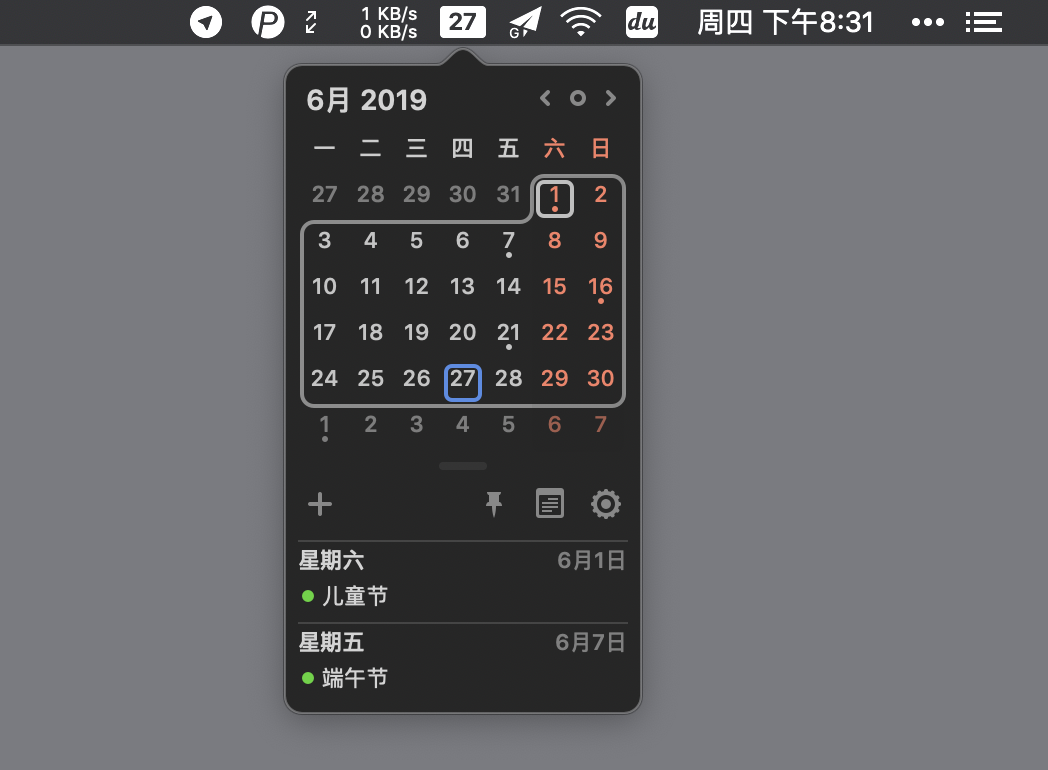 1 KB/s
0 KB/s
27
G
du
周四 下午8:31
6月 2019
一 二 三 四 五 六 日
27 28 29 30 31 1 2
3 4 5 6 7 8 9
10 11 12 13 14 15 16
17 18 19 20 21 22 23
24 25 26 27 28 29 30
1 2 3 4 5 6 7
星期六 6月1日
儿童节
星期五 6月7日
端午节